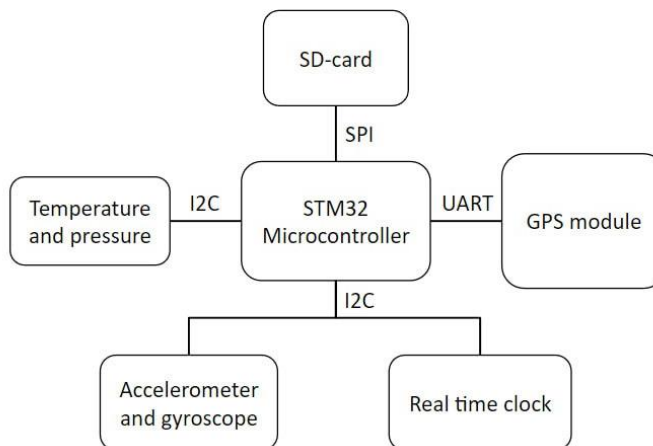 SD-card
SPI
Temperature
and pressure
I2C
STM32
Microcontroller
UART
GPS module
I2C
Accelerometer
and gyroscope
Real time clock